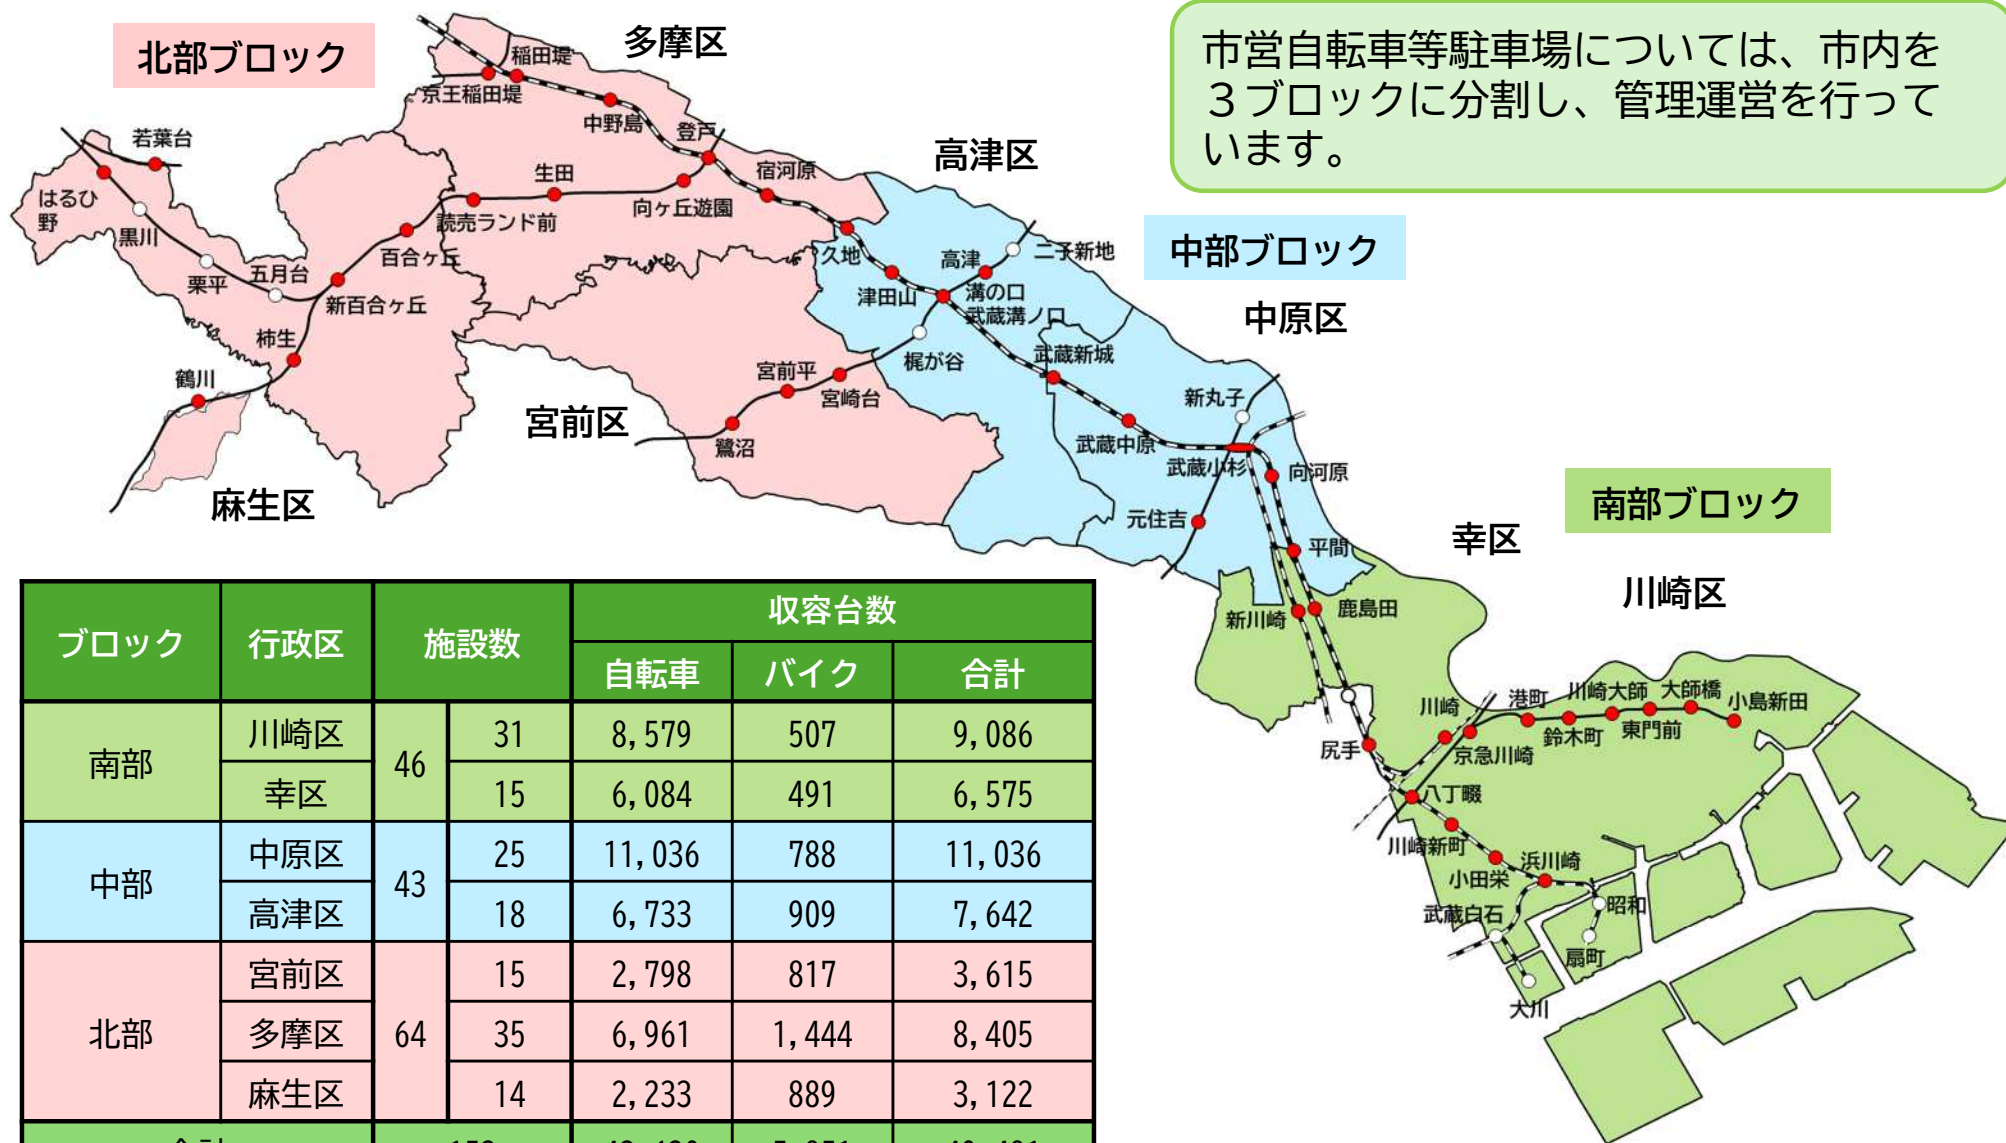 北部ブロック
多摩区
市営自転車等駐車場については、市内を
３ブロックに分割し、管理運営を行って
います。
稲田堤
京王稲田堤
中野島
登戸
高津区
若葉台
生田
宿河原
はるひ
野
黒川
読売ランド前
向ヶ丘遊園
中部ブロック
百合ヶ丘
久地
高津
二子新地
栗平
五月台
新百合ヶ丘
津田山
溝の口
武蔵溝ノ口
中原区
柿生
梶が谷
武蔵新城
鶴川
宮前平
宮崎台
新丸子
宮前区
鷺沼
武蔵中原
武蔵小杉
向河原
麻生区
元住吉
平間
南部ブロック
幸区
川崎区
新川崎
鹿島田
川崎
港町
川崎大師
大師橋
小島新田
尻手
京急川崎
鈴木町
東門前
八丁畷
川崎新町
小田栄
浜川崎
武蔵白石
昭和
扇町
大川
ブロック 行政区 施設数 収容台数
自転車 バイク 合計
南部 川崎区 46 31 8,579 507 9,086
幸区 15 6,084 491 6,575
中部 中原区 43 25 11,036 788 11,036
高津区 18 6,733 909 7,642
北部 宮前区 64 15 2,798 817 3,615
多摩区 35 6,961 1,444 8,405
麻生区 14 2,233 889 3,122